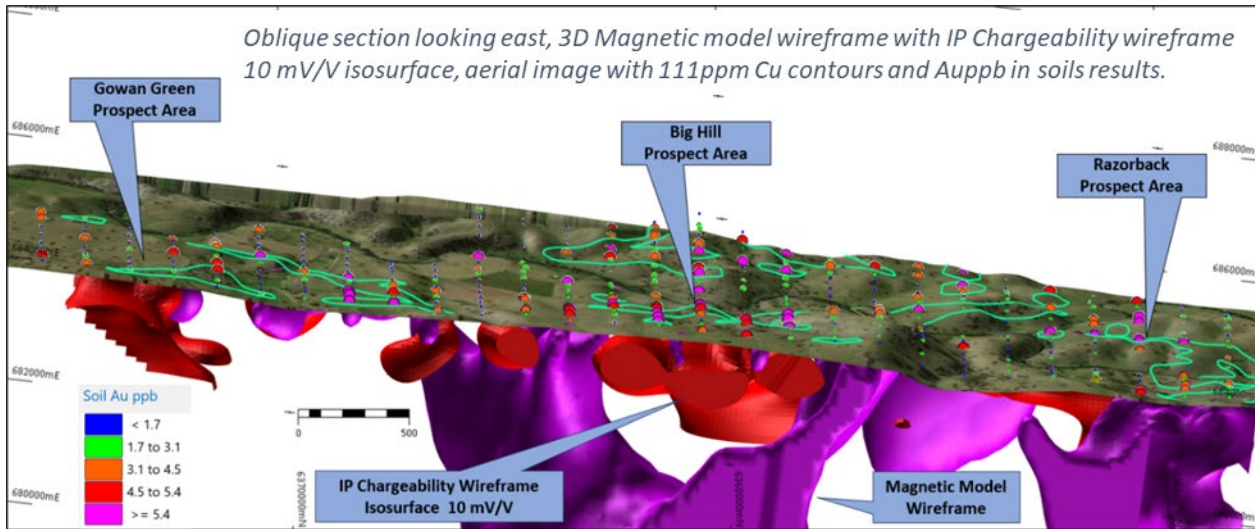 Oblique section looking east, 3D Magnetic model wireframe with IP Chargeability wireframe
10 mV/V isosurface, aerial image with 111ppm Cu contours and Auppb in soils results.
Gowan Green
Prospect Area
Big Hill
Prospect Area
Razorback
Prospect Area
686000mE
688000mE
686000mE
682000mE
680000mE
Soil Au ppb
< 1.7
1.7 to 3.1
3.1 to 4.5
4.5 to 5.4
>= 5.4
0
500
6370000mN
IP Chargeability Wireframe
Isosurface 10 mV/V
Magnetic Model
Wireframe